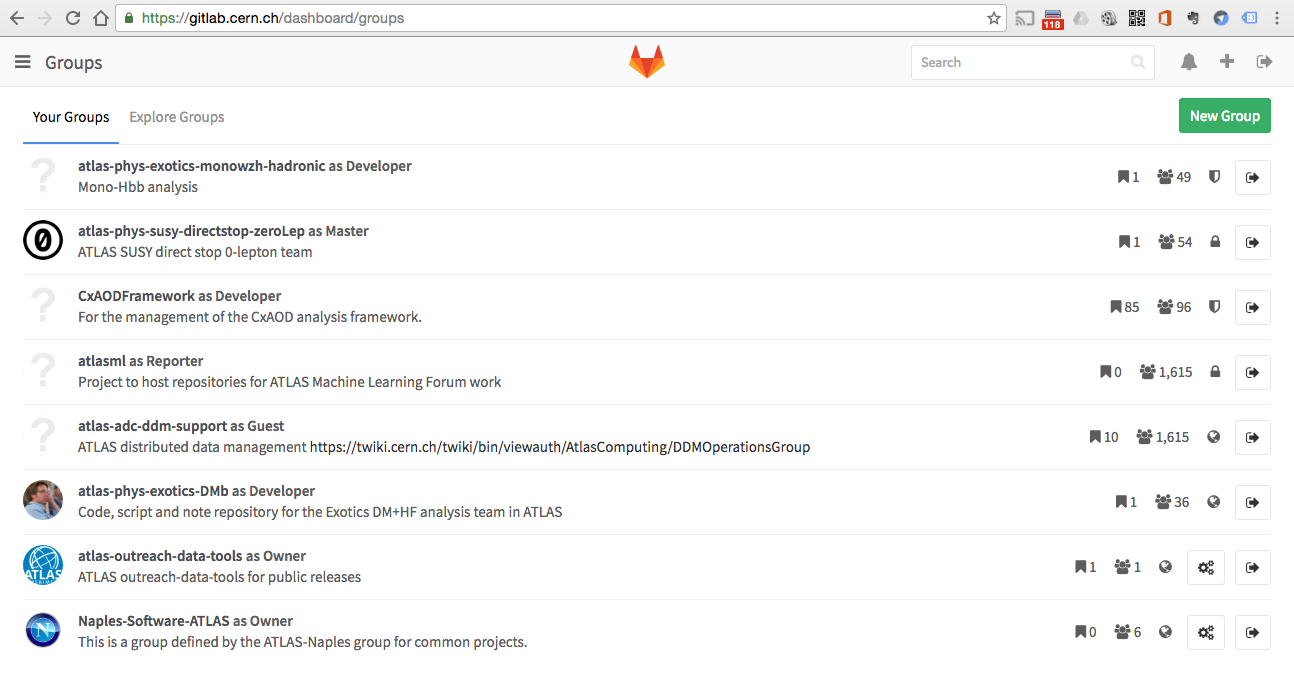 https://gitlab.cern.ch/dashboard/groups
118
Groups
Search
Your Groups
Explore Groups
New Group
atlas-phys-exotics-monowzh-hadronic as Developer
Mono-Hbb analysis
1 49
atlas-phys-susy-directstop-zeroLep as Master
ATLAS SUSY direct stop 0-lepton team
1 54
CxAODFramework as Developer
For the management of the CxAOD analysis framework.
85 96
atlasml as Reporter
Project to host repositories for ATLAS Machine Learning Forum work
0 1,615
atlas-adc-ddm-support as Guest
ATLAS distributed data management https://twiki.cern.ch/twiki/bin/viewauth/AtlasComputing/DDMOperationsGroup
10 1,615
atlas-phys-exotics-DMb as Developer
Code, script and note repository for the Exotics DM+HF analysis team in ATLAS
1 36
ATLAS
atlas-outreach-data-tools as Owner
ATLAS outreach-data-tools for public releases
1 1
N
Naples-Software-ATLAS as Owner
This is a group defined by the ATLAS-Naples group for common projects.
0 6